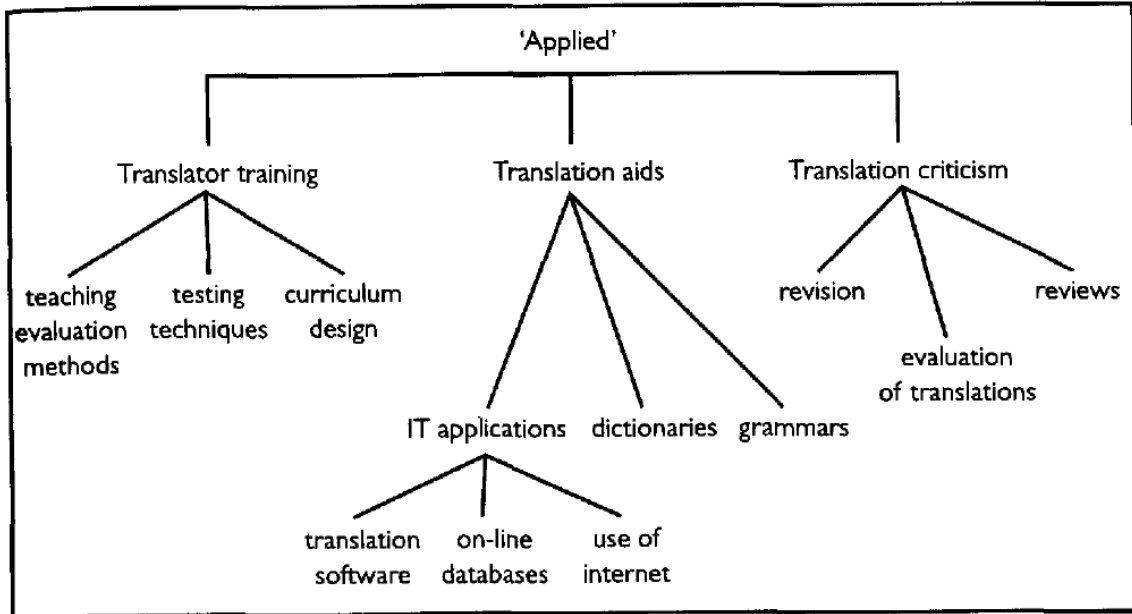 'Applied'
Translator training
Translation aids
Translation criticism
teaching
evaluation
methods
testing
techniques
curriculum
design
revision
reviews
evaluation
of translations
IT applications
dictionaries
grammars
translation
software
on-line
databases
use of
internet